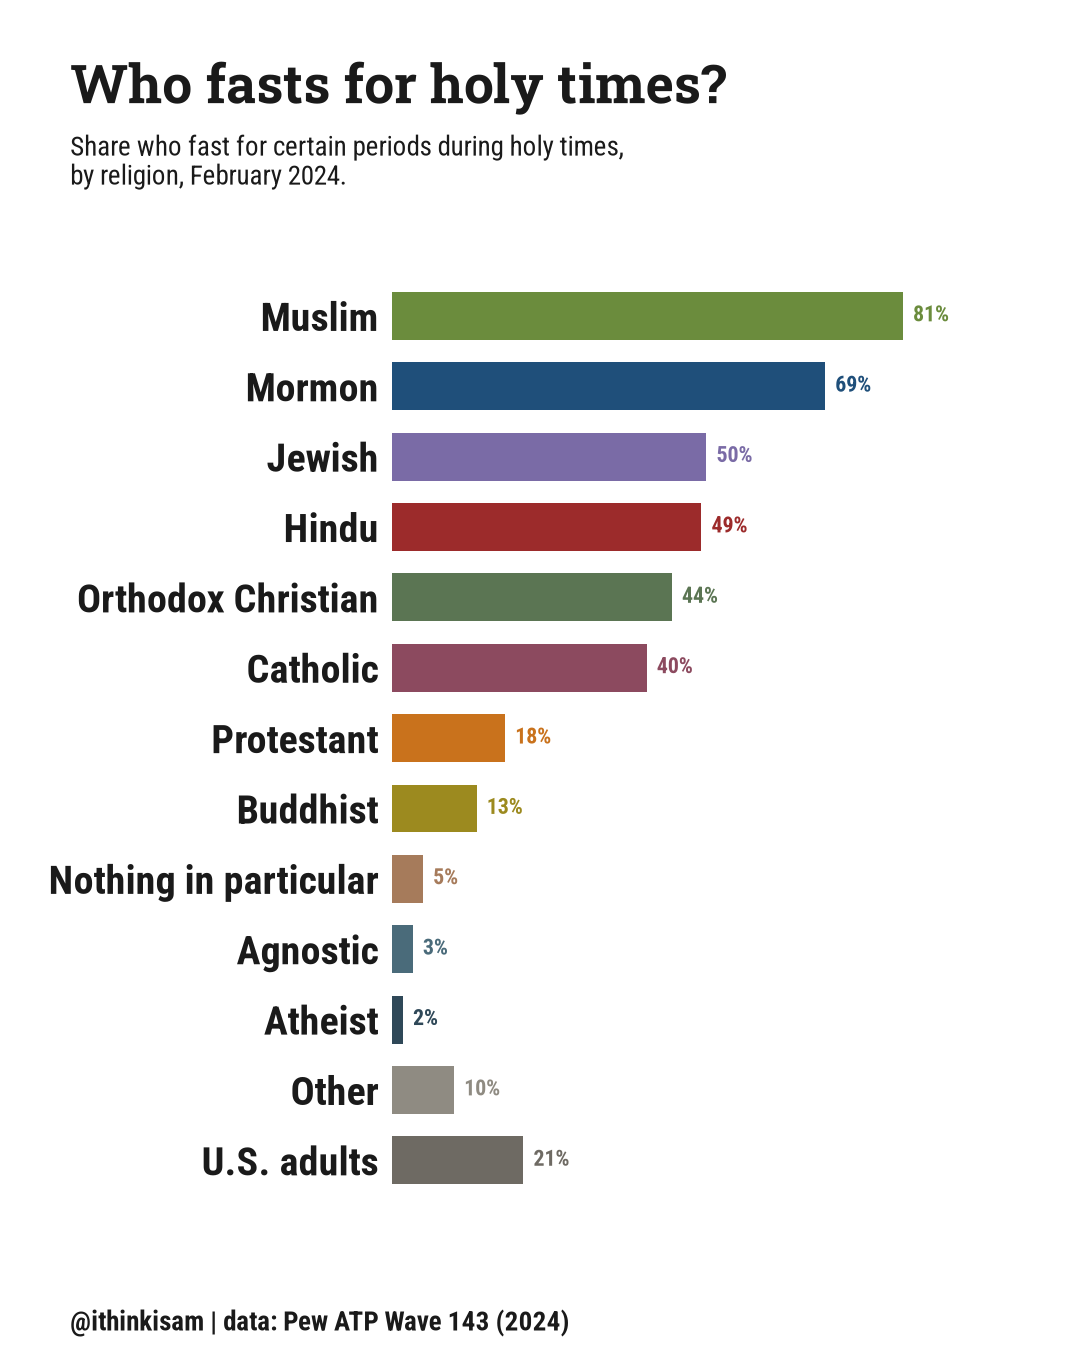 Who fasts for holy times?
Share who fast for certain periods during holy times,
by religion, February 2024.
Muslim 81%
Mormon 69%
Jewish 50%
Hindu 49%
Orthodox Christian 44%
Catholic 40%
Protestant 18%
Buddhist 13%
Nothing in particular 5%
Agnostic 3%
Atheist 2%
Other 10%
U.S. adults 21%
@ithinkisam | data: Pew ATP Wave 143 (2024)